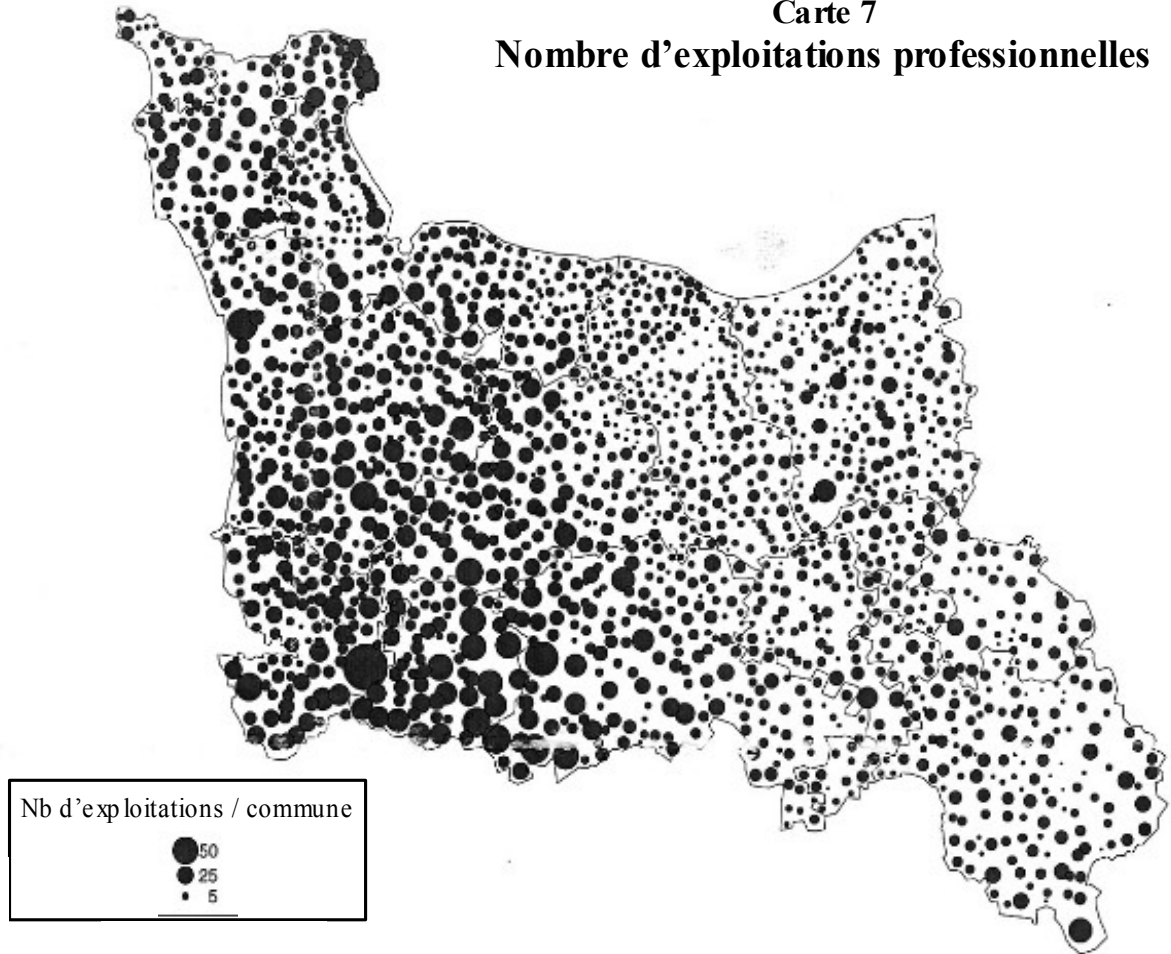 Carte 7
Nombre d'exploitations professionnelles
Nb d'exploitations / commune
50
25
5